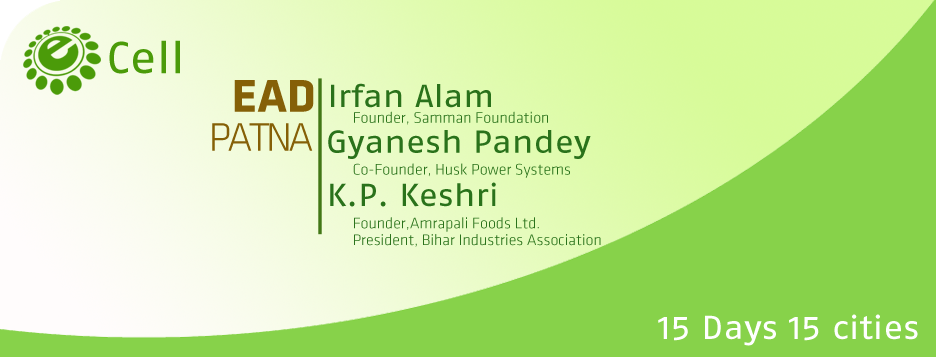 e Cell
EAD
PATNA
Irfan Alam
Founder, Samman Foundation
Gyanesh Pandey
Co-Founder, Husk Power Systems
K.P. Keshri
Founder,Amrapali Foods Ltd.
President, Bihar Industries Association
15 Days 15 cities